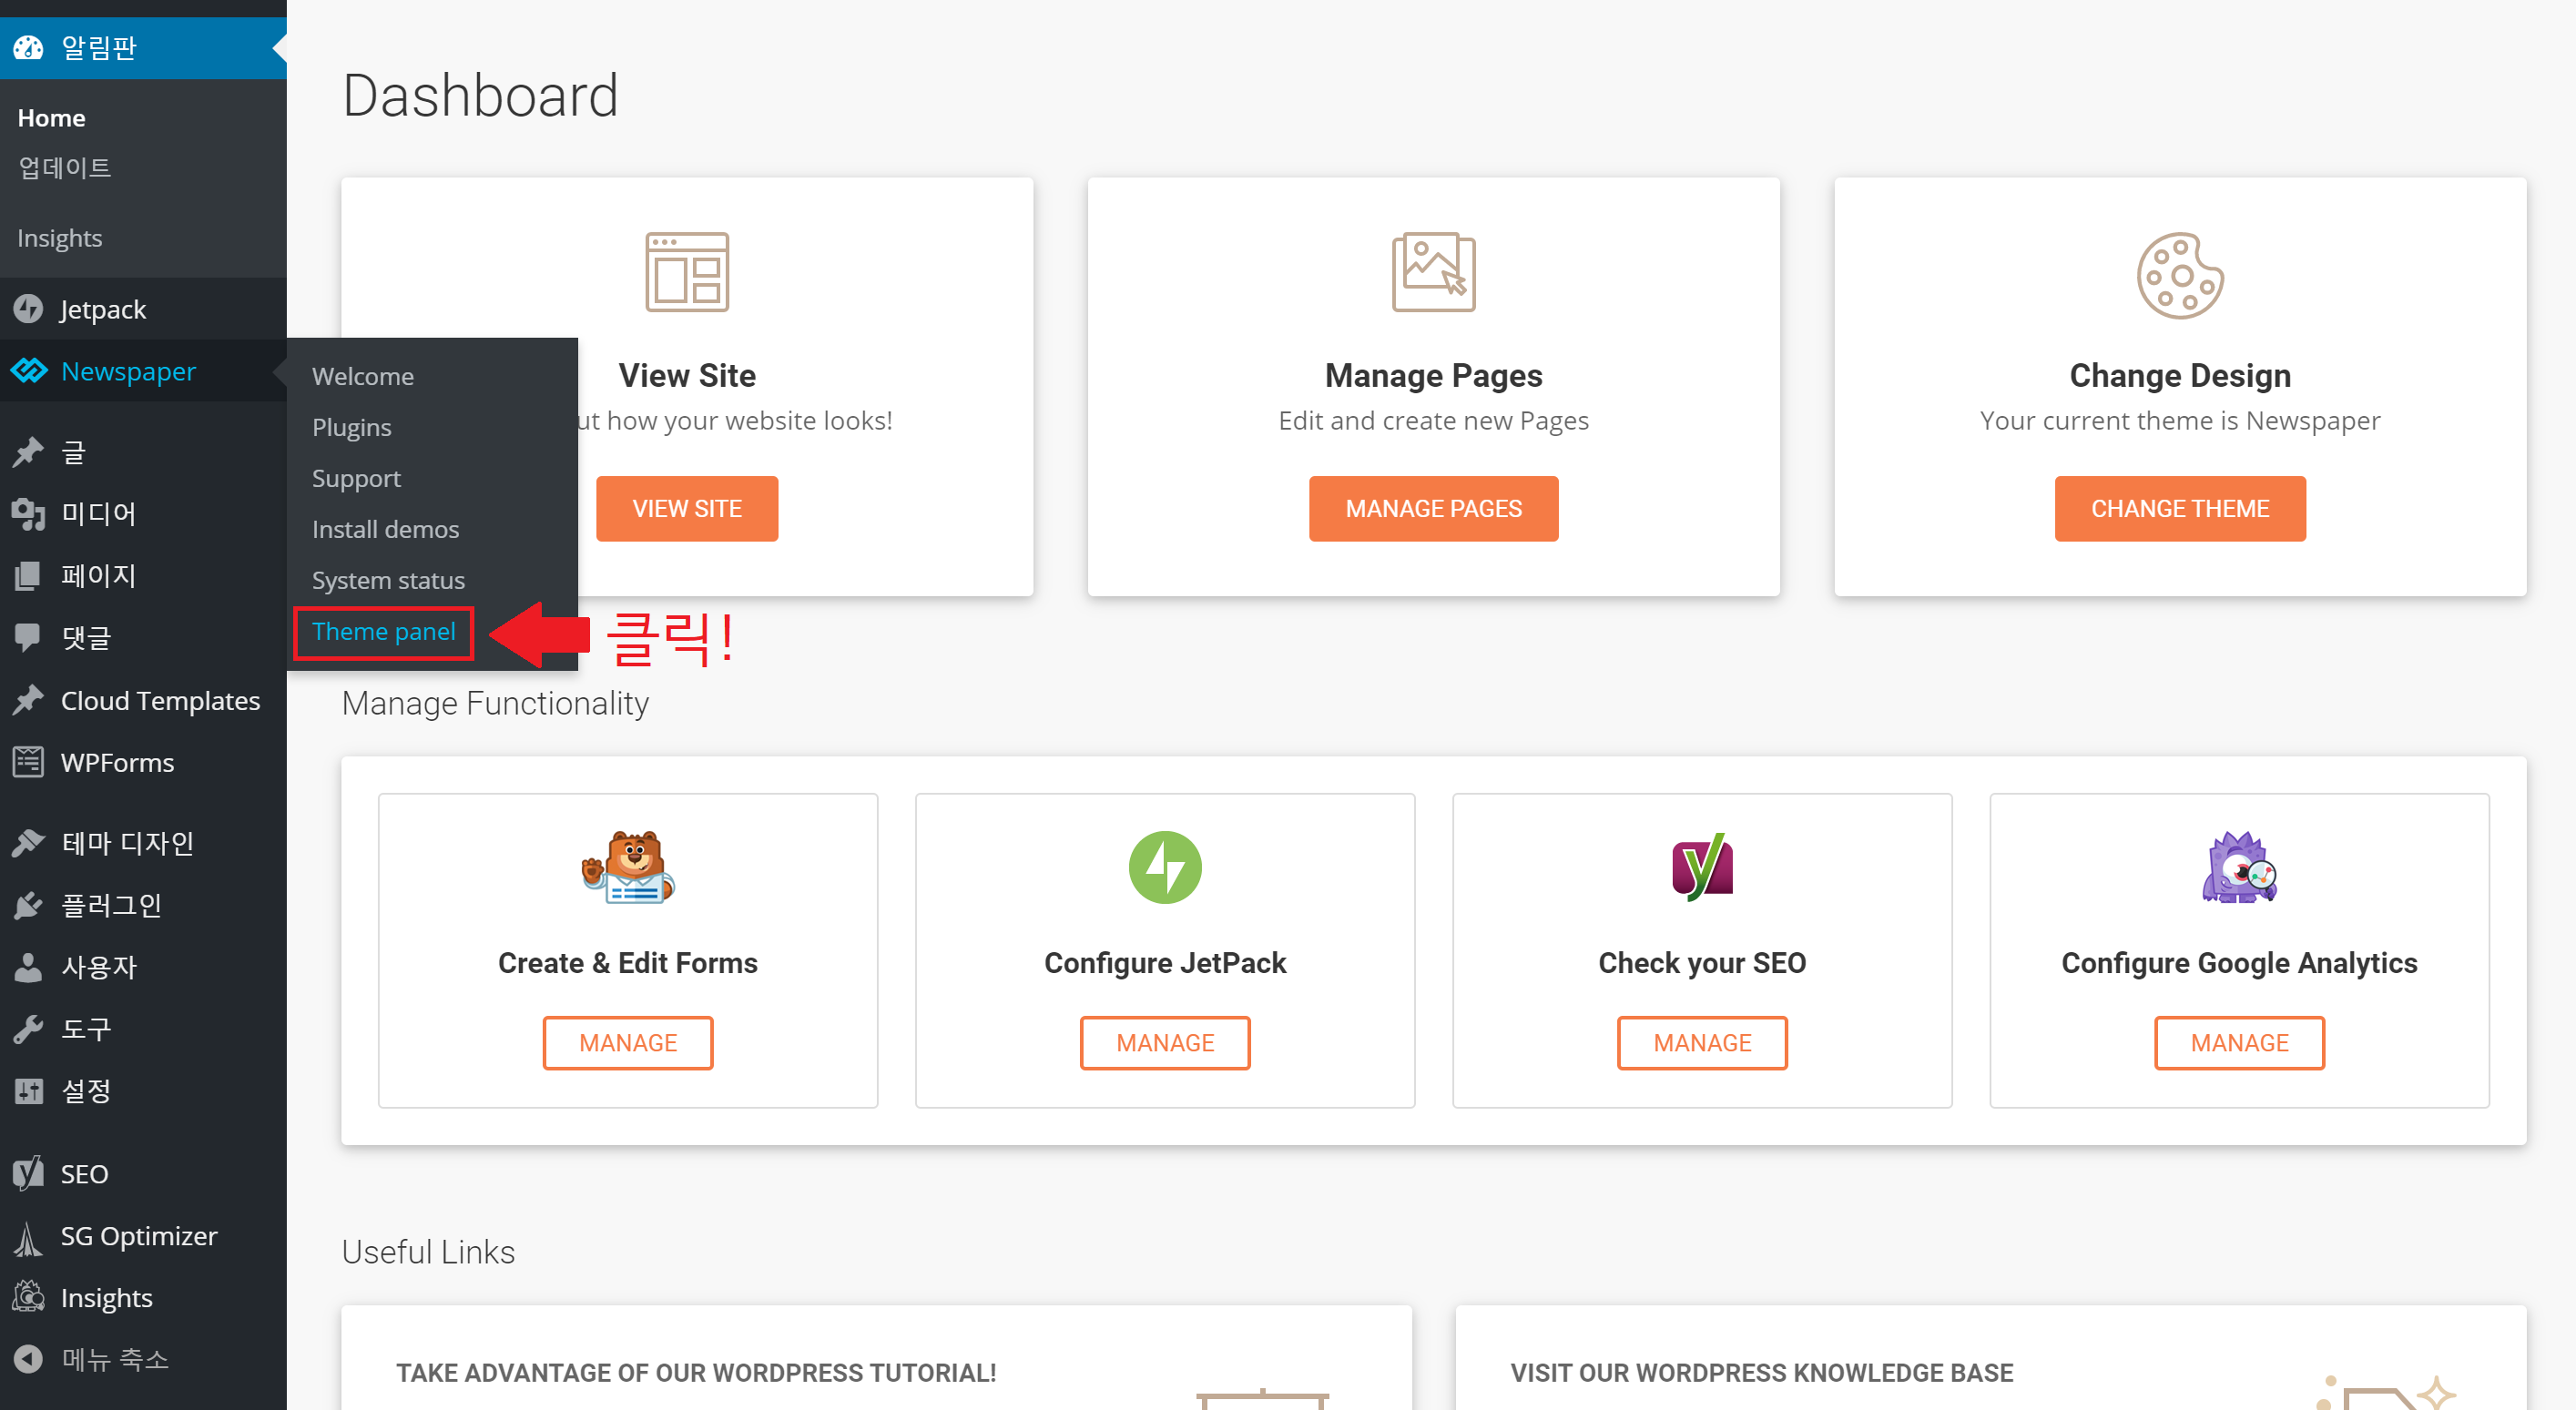 알림판
Home
업데이트
Insights
Jetpack
Newspaper
글
미디어
페이지
댓글
Cloud Templates
WPForms
테마 디자인
플러그인
사용자
도구
설정
SEO
SG Optimizer
Insights
메뉴 축소
Welcome
Plugins
Support
Install demos
System status
Theme panel
클릭!
Dashboard
View Site
ut how your website looks!
VIEW SITE
Manage Pages
Edit and create new Pages
MANAGE PAGES
Change Design
Your current theme is Newspaper
CHANGE THEME
Manage Functionality
Create & Edit Forms
MANAGE
Configure JetPack
MANAGE
Check your SEO
MANAGE
Configure Google Analytics
MANAGE
Useful Links
TAKE ADVANTAGE OF OUR WORDPRESS TUTORIAL!
VISIT OUR WORDPRESS KNOWLEDGE BASE